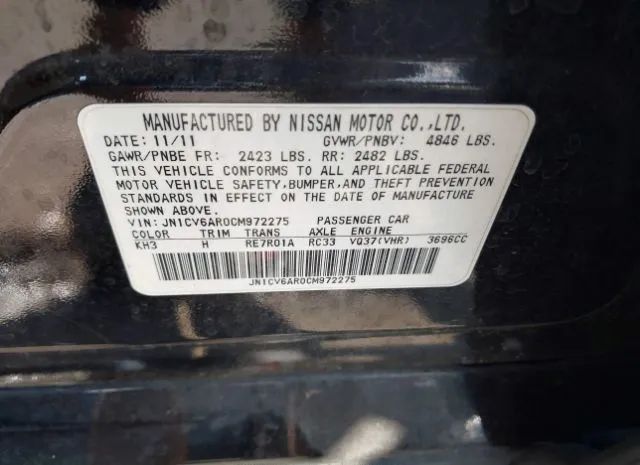 MANUFACTURED BY NISSAN MOTOR CO.,LTD.
DATE: 11/11 GVWR/PNBV: 4846 LBS.
GAWR/PNBE FR: 2423 LBS. RR: 2482 LBS.
THIS VEHICLE CONFORMS TO ALL APPLICABLE FEDERAL
MOTOR VEHICLE SAFETY,BUMPER,AND THEFT PREVENTION
STANDARDS IN EFFECT ON THE DATE OF MANUFACTURE
SHOWN ABOVE.
VIN: JN1CV6AR0CM972275 PASSENGER CAR
COLOR TRIM TRANS AXLE ENGINE
KH3 H RE7R01A RC33 VQ37(VHR) 3696CC
JN1CV6AR0CM972275